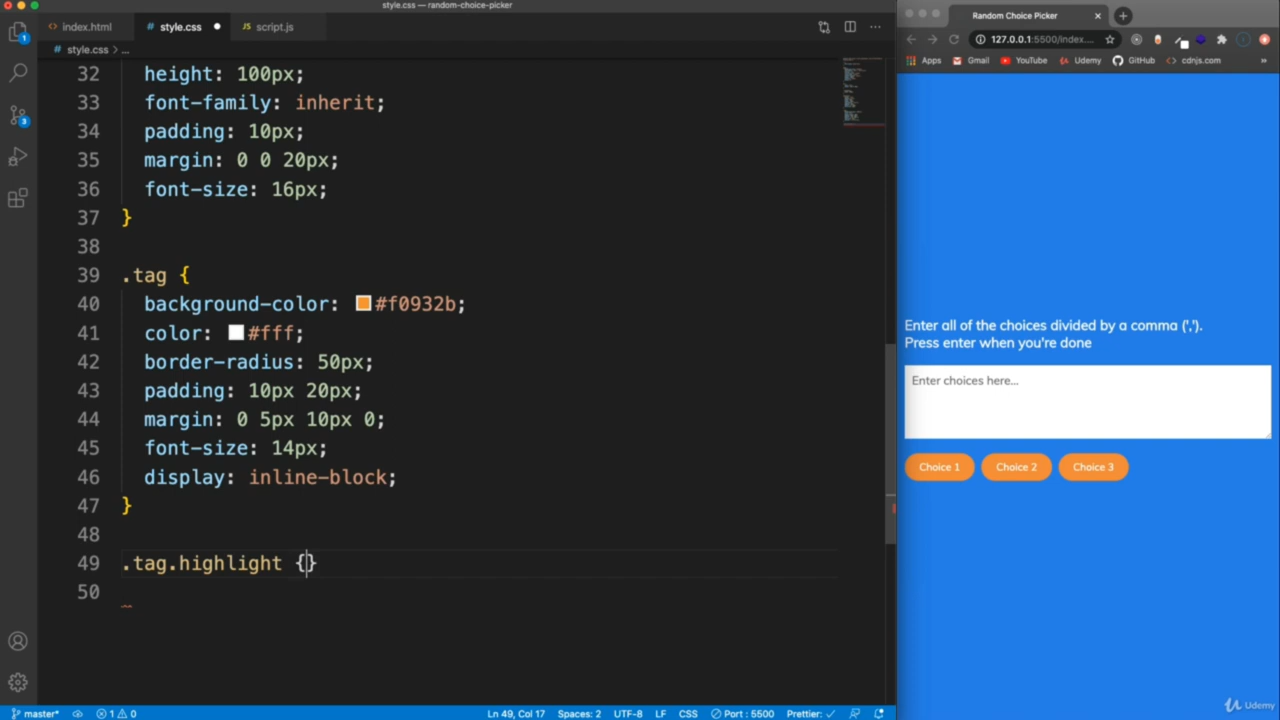 style.css — random-choice-picker
index.html
style.css
script.js
style.css > ...
32 height: 100px;
33 font-family: inherit;
34 padding: 10px;
35 margin: 0 0 20px;
36 font-size: 16px;
37 }
38
39 .tag {
40 background-color: #f0932b;
41 color: #fff;
42 border-radius: 50px;
43 padding: 10px 20px;
44 margin: 0 5px 10px 0;
45 font-size: 14px;
46 display: inline-block;
47 }
48
49 .tag.highlight {}
50
1
3
master*
1 0
Ln 49, Col 17
Spaces: 2
UTF-8
LF
CSS
Port : 5500
Prettier: ✓
Random Choice Picker
127.0.0.1:5500/index....
Apps
Gmail
YouTube
Udemy
GitHub
cdnjs.com
»
Enter all of the choices divided by a comma (',').
Press enter when you're done
Enter choices here...
Choice 1
Choice 2
Choice 3
Udemy